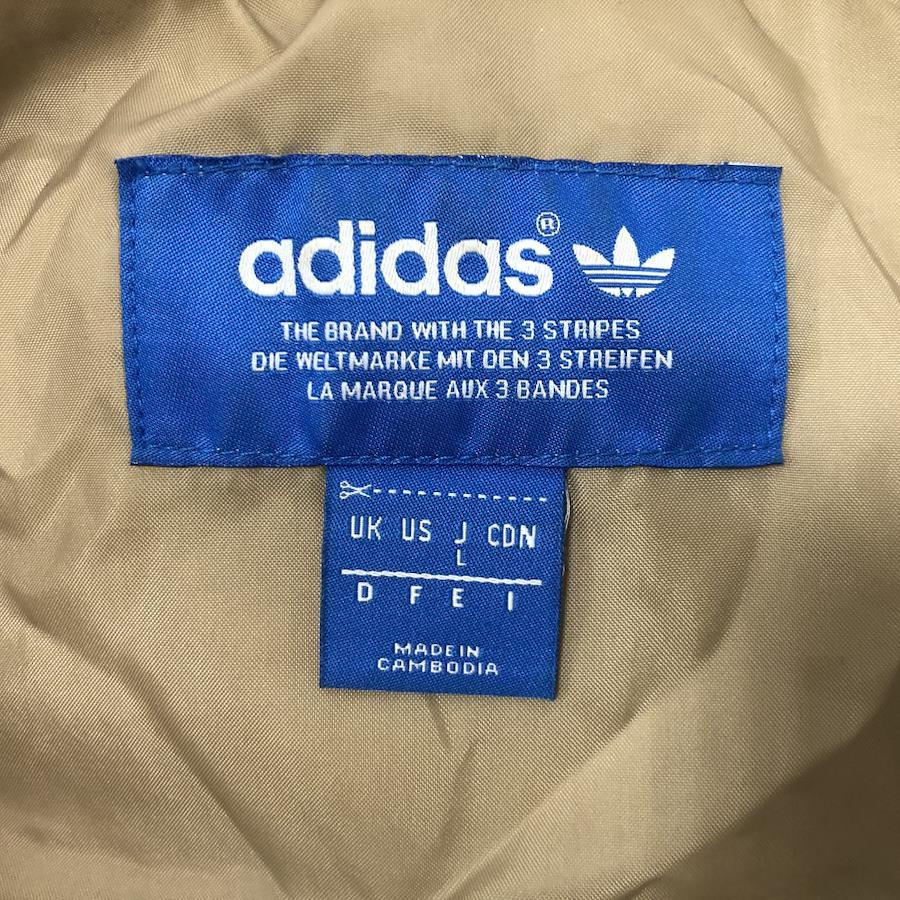 adidas®
THE BRAND WITH THE 3 STRIPES
DIE WELTMARKE MIT DEN 3 STREIFEN
LA MARQUE AUX 3 BANDES
UK US J CDN
L
D F E I
MADE IN
CAMBODIA